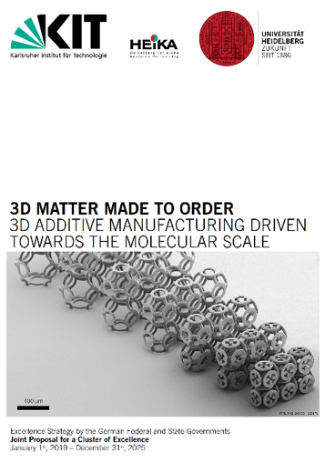 KIT
Karlsruher Institut für Technologie
HEiKA
UNIVERSITÄT
HEIDELBERG
ZUKUNFT
SEIT 1386
3D MATTER MADE TO ORDER
3D ADDITIVE MANUFACTURING DRIVEN
TOWARDS THE MOLECULAR SCALE
100 µm
Excellence Strategy by the German Federal and State Governments
Joint Proposal for a Cluster of Excellence
January 1st, 2019 – December 31st, 2025